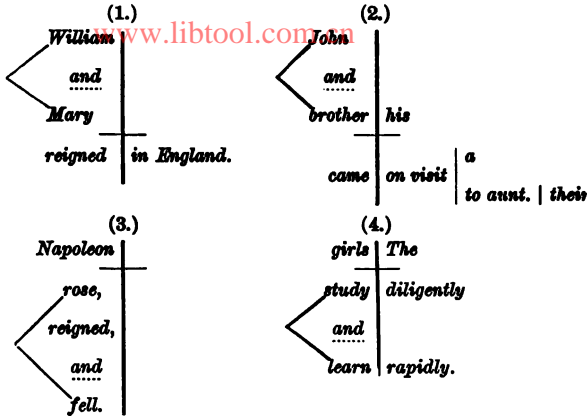 (1.)
William
and
Mary
reigned in England.
(2.)
John
and
brother his
came on visit a
to aunt. their
(3.)
Napoleon
rose,
reigned,
and
fell.
(4.)
girls The
study diligently
and
learn rapidly.
www.libtool.com.cn